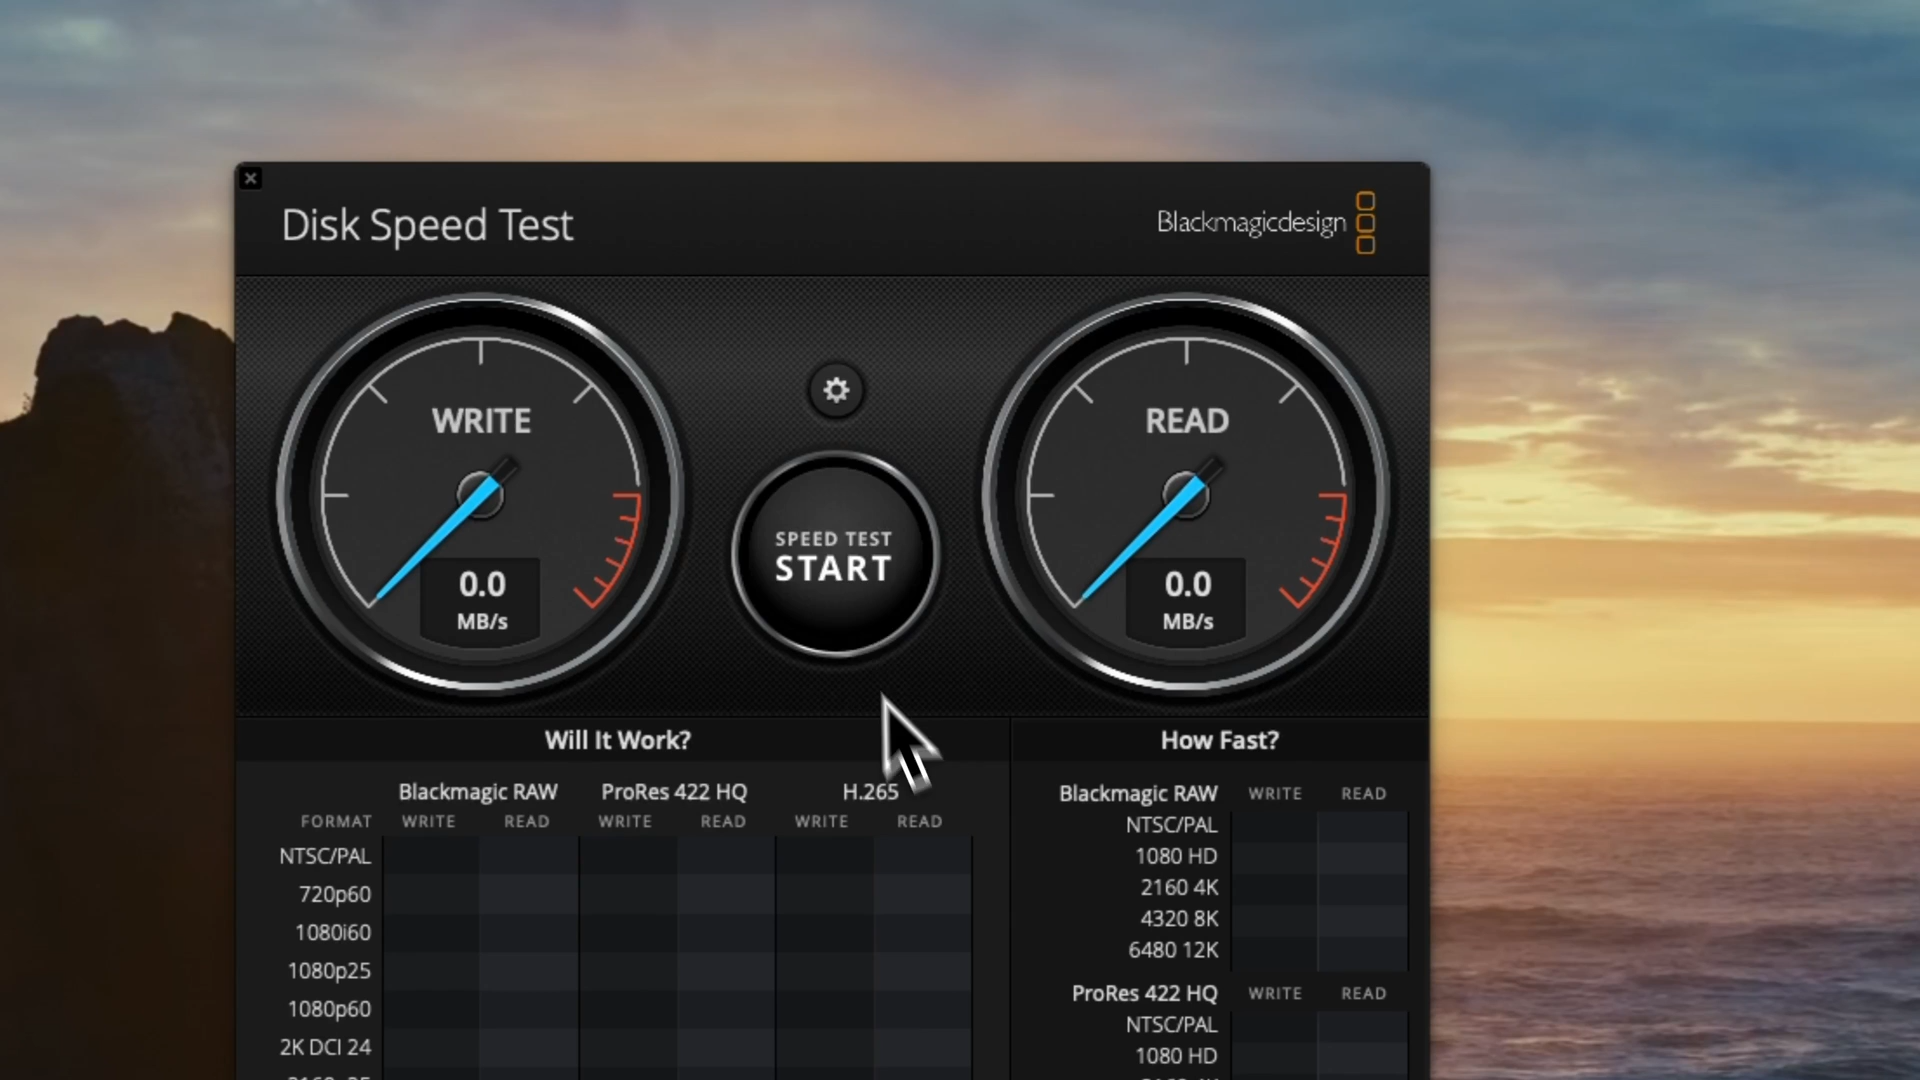 Disk Speed Test
Blackmagicdesign
WRITE
0.0
MB/s
SPEED TEST
START
READ
0.0
MB/s
Will It Work?
Blackmagic RAW ProRes 422 HQ H.265
FORMAT WRITE READ WRITE READ WRITE READ
NTSC/PAL
720p60
1080i60
1080p25
1080p60
2K DCI 24
How Fast?
Blackmagic RAW WRITE READ
NTSC/PAL
1080 HD
2160 4K
4320 8K
6480 12K
ProRes 422 HQ WRITE READ
NTSC/PAL
1080 HD